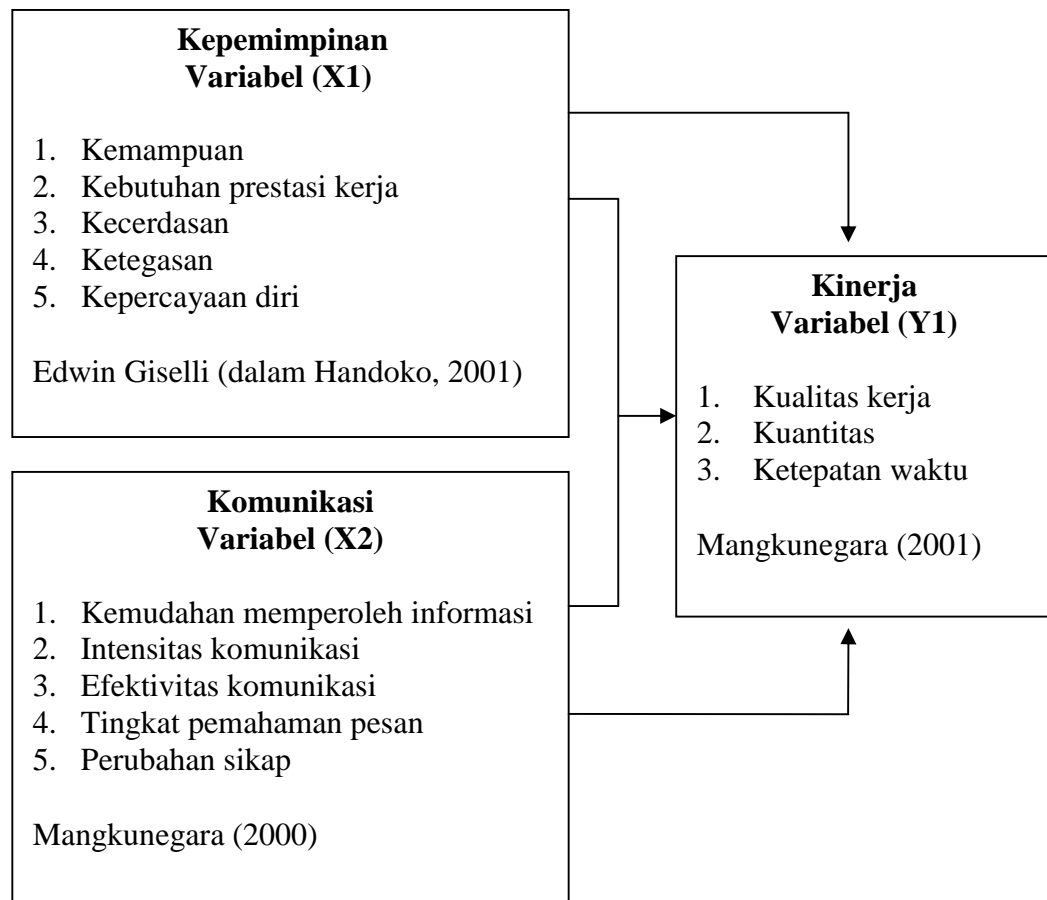 Kepemimpinan
Variabel (X1)
1. Kemampuan
2. Kebutuhan prestasi kerja
3. Kecerdasan
4. Ketegasan
5. Kepercayaan diri
Edwin Giselli (dalam Handoko, 2001)
Kinerja
Variabel (Y1)
1. Kualitas kerja
2. Kuantitas
3. Ketepatan waktu
Mangkunegara (2001)
Komunikasi
Variabel (X2)
1. Kemudahan memperoleh informasi
2. Intensitas komunikasi
3. Efektivitas komunikasi
4. Tingkat pemahaman pesan
5. Perubahan sikap
Mangkunegara (2000)